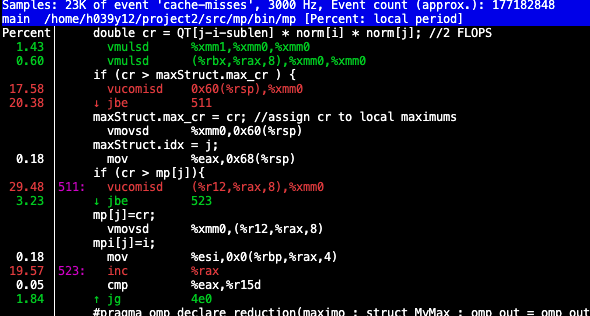 Samples: 23K of event 'cache-misses', 3000 Hz, Event count (approx.): 177182848
main  /home/h039y12/project2/src/mp/bin/mp [Percent: local period]
Percent      double cr = QT[j-i-sublen] * norm[i] * norm[j]; //2 FLOPS
1.43        vmulsd     %xmm1,%xmm0,%xmm0
0.60        vmulsd     (%rbx,%rax,8),%xmm0,%xmm0
if (cr > maxStruct.max_cr ) {
17.58        vucomisd   0x60(%rsp),%xmm0
20.38      ↓ jbe        511
maxStruct.max_cr = cr; //assign cr to local maximums
vmovsd     %xmm0,0x60(%rsp)
maxStruct.idx = j;
0.18        mov        %eax,0x68(%rsp)
if (cr > mp[j]){
29.48  511:   vucomisd   (%r12,%rax,8),%xmm0
3.23      ↓ jbe        523
mp[j]=cr;
vmovsd     %xmm0,(%r12,%rax,8)
mpi[j]=i;
0.18        mov        %esi,0x0(%rbp,%rax,4)
19.57  523:   inc        %rax
0.05        cmp        %eax,%r15d
1.84      ↑ jg         4e0
#pragma omp declare reduction(maximo : struct MyMax : omp_out = omp_out